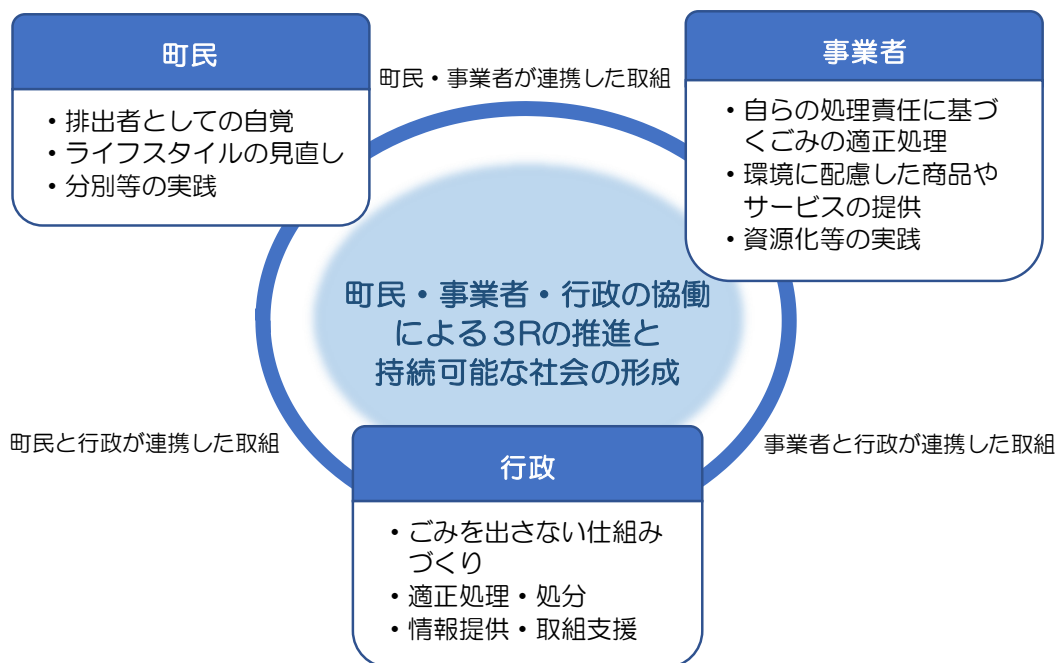 町民
・排出者としての自覚
・ライフスタイルの見直し
・分別等の実践
町民・事業者が連携した取組
事業者
・自らの処理責任に基づ
くごみの適正処理
・環境に配慮した商品や
サービスの提供
・資源化等の実践
町民・事業者・行政の協働
による３Rの推進と
持続可能な社会の形成
町民と行政が連携した取組
事業者と行政が連携した取組
行政
・ごみを出さない仕組み
づくり
・適正処理・処分
・情報提供・取組支援